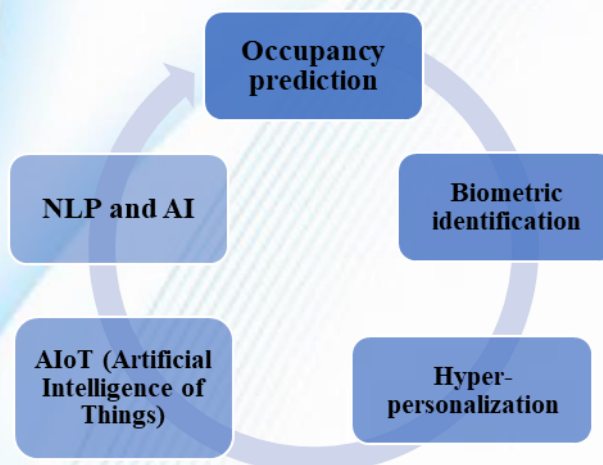 Occupancy
prediction
Biometric
identification
Hyper-
personalization
AIoT (Artificial
Intelligence of
Things)
NLP and AI